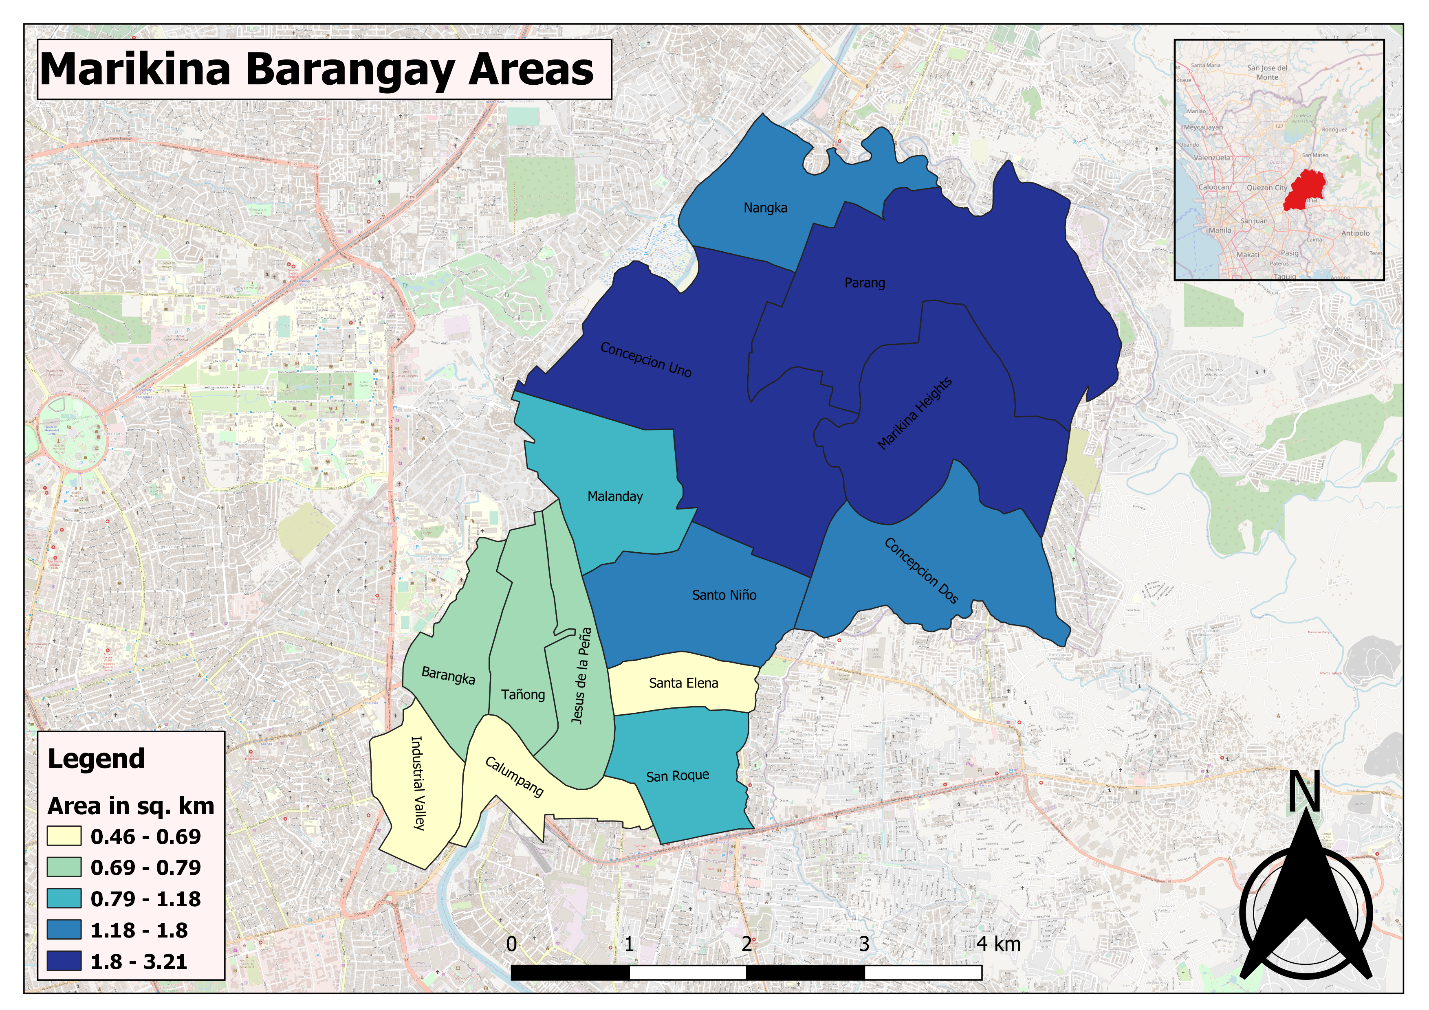 Marikina Barangay Areas
Santa Maria
San Jose del
Monte
Meycauayan
Rodriguez
Valenzuela
San Mateo
Caloocan
Quezon City
San Juan
Manila
Antipolo
Makati
Pasig
Pateros
Taguig
Nangka
Parang
Concepcion Uno
Marikina Heights
Malanday
Concepcion Dos
Santo Niño
Barangka
Tañong
Jesus de la Peña
Santa Elena
Industrial Valley
Calumpang
San Roque
Legend
Area in sq. km
0.46 - 0.69
0.69 - 0.79
0.79 - 1.18
1.18 - 1.8
1.8 - 3.21
0 1 2 3 4 km
N